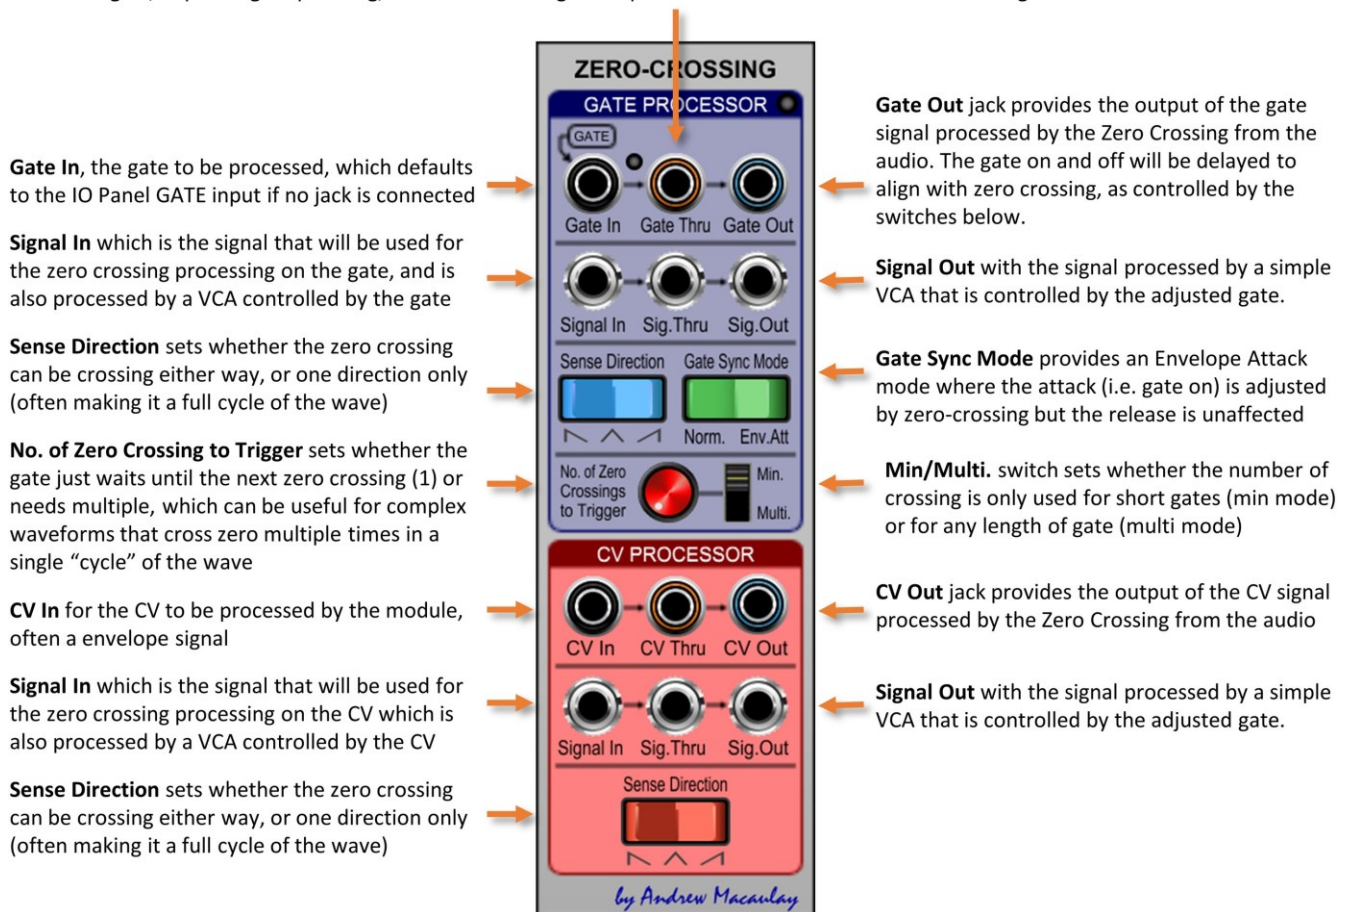 ZERO-CROSSING
GATE PROCESSOR
GATE
Gate In Gate Thru Gate Out
Signal In Sig.Thru Sig.Out
Sense Direction Gate Sync Mode
Norm. Env.Att
No. of Zero
Crossings
to Trigger
Min.
Multi.
CV PROCESSOR
CV In CV Thru CV Out
Signal In Sig.Thru Sig.Out
Sense Direction
by Andrew Macaulay
Gate In, the gate to be processed, which defaults
to the IO Panel GATE input if no jack is connected
Signal In which is the signal that will be used for
the zero crossing processing on the gate, and is
also processed by a VCA controlled by the gate
Sense Direction sets whether the zero crossing
can be crossing either way, or one direction only
(often making it a full cycle of the wave)
No. of Zero Crossing to Trigger sets whether the
gate just waits until the next zero crossing (1) or
needs multiple, which can be useful for complex
waveforms that cross zero multiple times in a
single “cycle” of the wave
CV In for the CV to be processed by the module,
often a envelope signal
Signal In which is the signal that will be used for
the zero crossing processing on the CV which is
also processed by a VCA controlled by the CV
Sense Direction sets whether the zero crossing
can be crossing either way, or one direction only
(often making it a full cycle of the wave)
Gate Out jack provides the output of the gate
signal processed by the Zero Crossing from the
audio. The gate on and off will be delayed to
align with zero crossing, as controlled by the
switches below.
Signal Out with the signal processed by a simple
VCA that is controlled by the adjusted gate.
Gate Sync Mode provides an Envelope Attack
mode where the attack (i.e. gate on) is adjusted
by zero-crossing but the release is unaffected
Min/Multi. switch sets whether the number of
crossing is only used for short gates (min mode)
or for any length of gate (multi mode)
CV Out jack provides the output of the CV signal
processed by the Zero Crossing from the audio
Signal Out with the signal processed by a simple
VCA that is controlled by the adjusted gate.